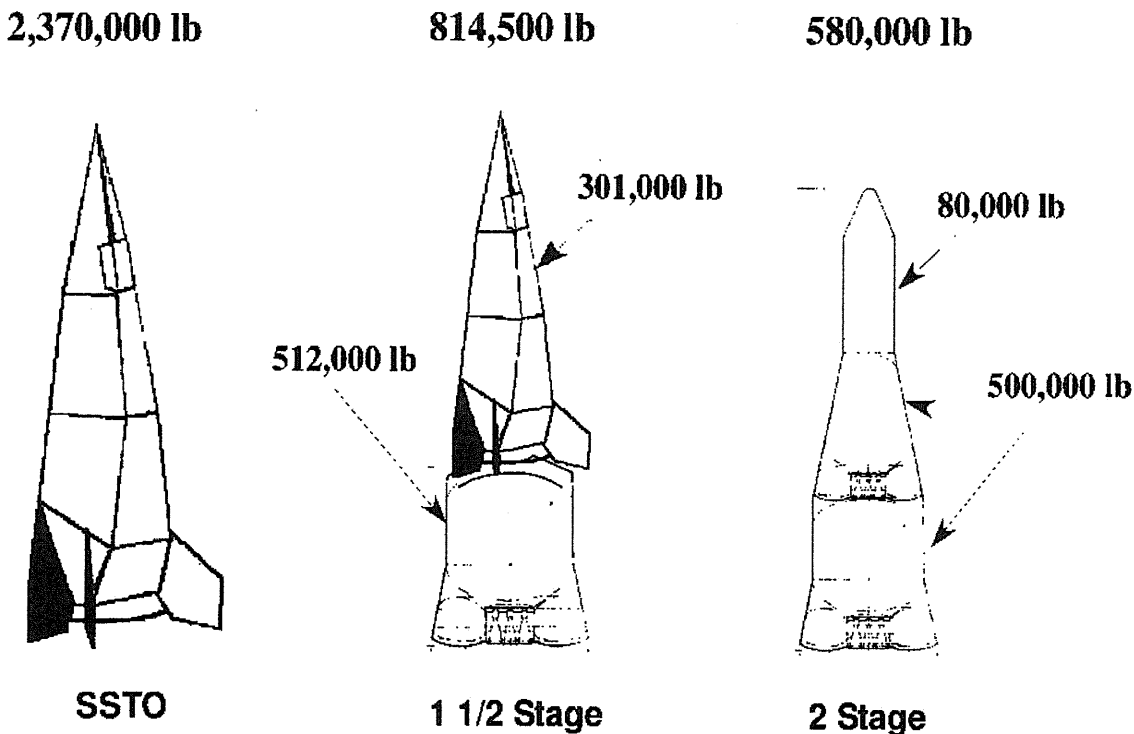 2,370,000 lb
814,500 lb
580,000 lb
301,000 lb
80,000 lb
512,000 lb
500,000 lb
SSTO
1 1/2 Stage
2 Stage